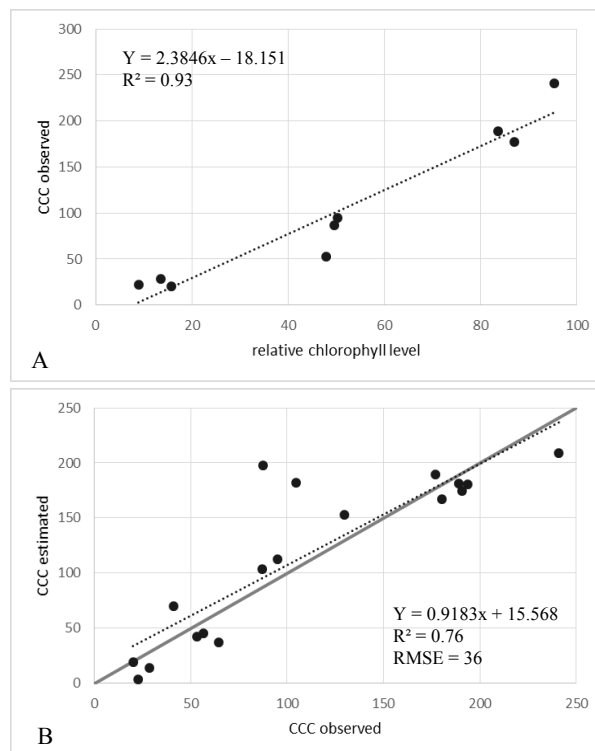 300
250
200
150
100
50
0
CCC observed
Y = 2.3846x – 18.151
R² = 0.93
0 20 40 60 80 100
relative chlorophyll level
A
250
200
150
100
50
0
CCC estimated
Y = 0.9183x + 15.568
R² = 0.76
RMSE = 36
0 50 100 150 200 250
CCC observed
B